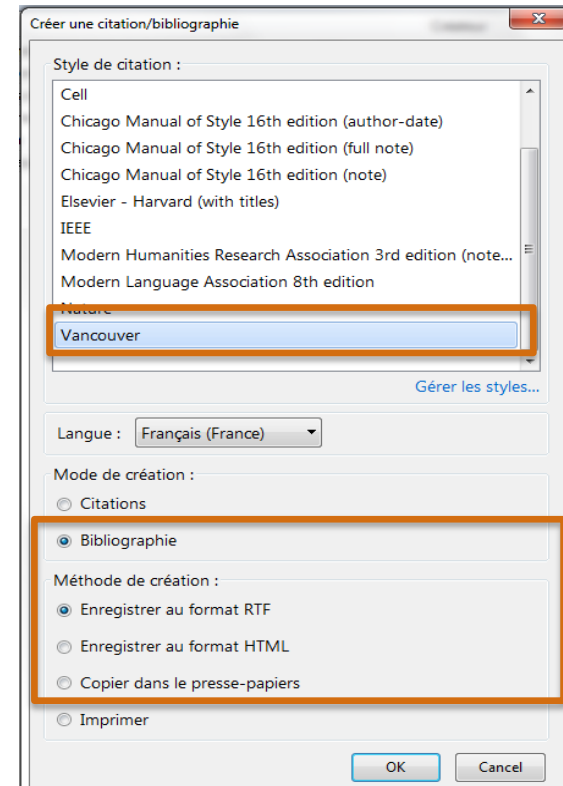 Créer une citation/bibliographie
Style de citation :
Cell
Chicago Manual of Style 16th edition (author-date)
Chicago Manual of Style 16th edition (full note)
Chicago Manual of Style 16th edition (note)
Elsevier - Harvard (with titles)
IEEE
Modern Humanities Research Association 3rd edition (note...
Modern Language Association 8th edition
Nature
Vancouver
Gérer les styles...
Langue : Français (France)
Mode de création :
Citations
Bibliographie
Méthode de création :
Enregistrer au format RTF
Enregistrer au format HTML
Copier dans le presse-papiers
Imprimer
OK Cancel